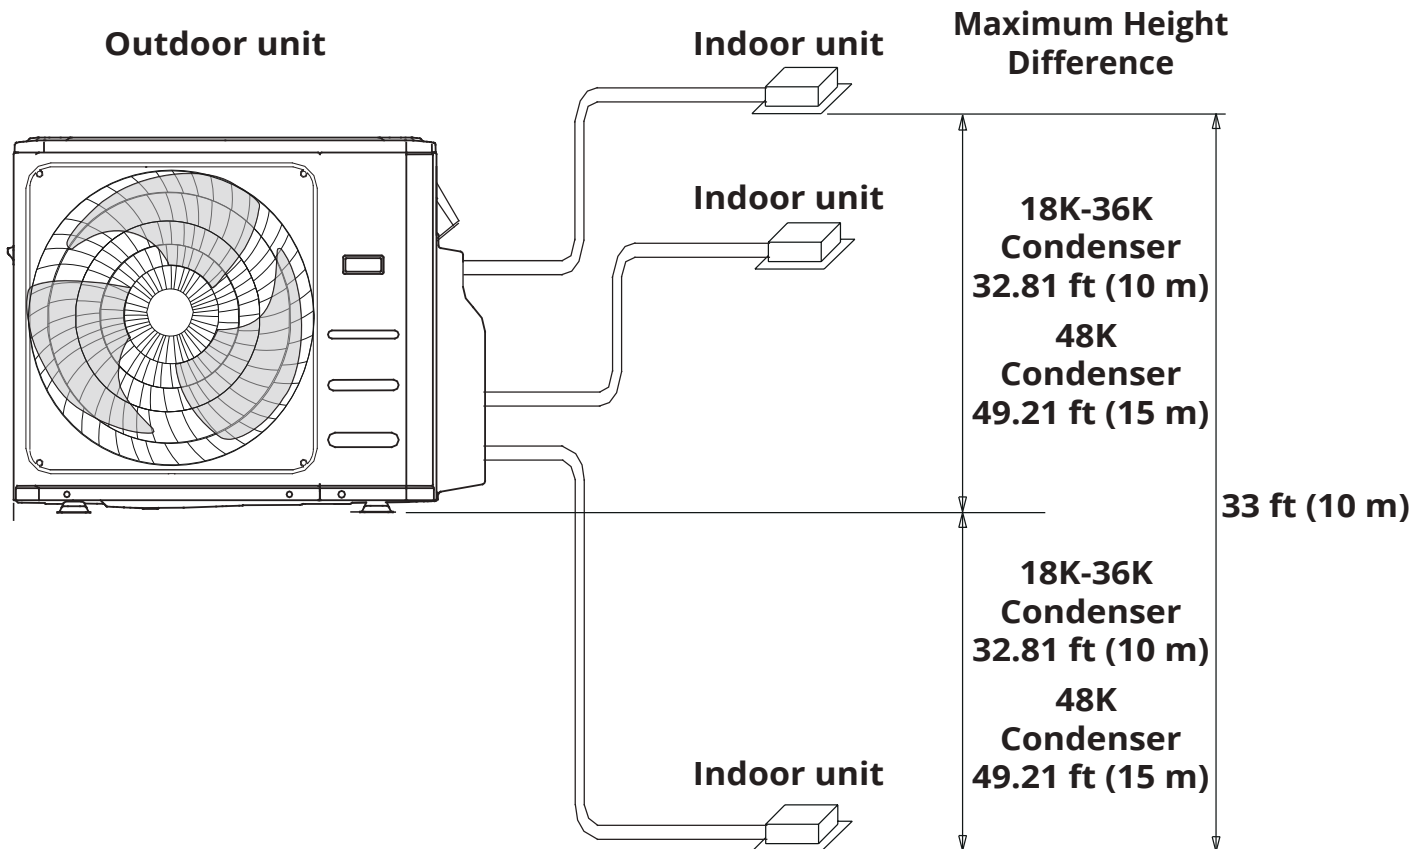 Outdoor unit
Indoor unit
Maximum Height
Difference
Indoor unit
18K-36K
Condenser
32.81 ft (10 m)
48K
Condenser
49.21 ft (15 m)
33 ft (10 m)
18K-36K
Condenser
32.81 ft (10 m)
48K
Condenser
49.21 ft (15 m)
Indoor unit